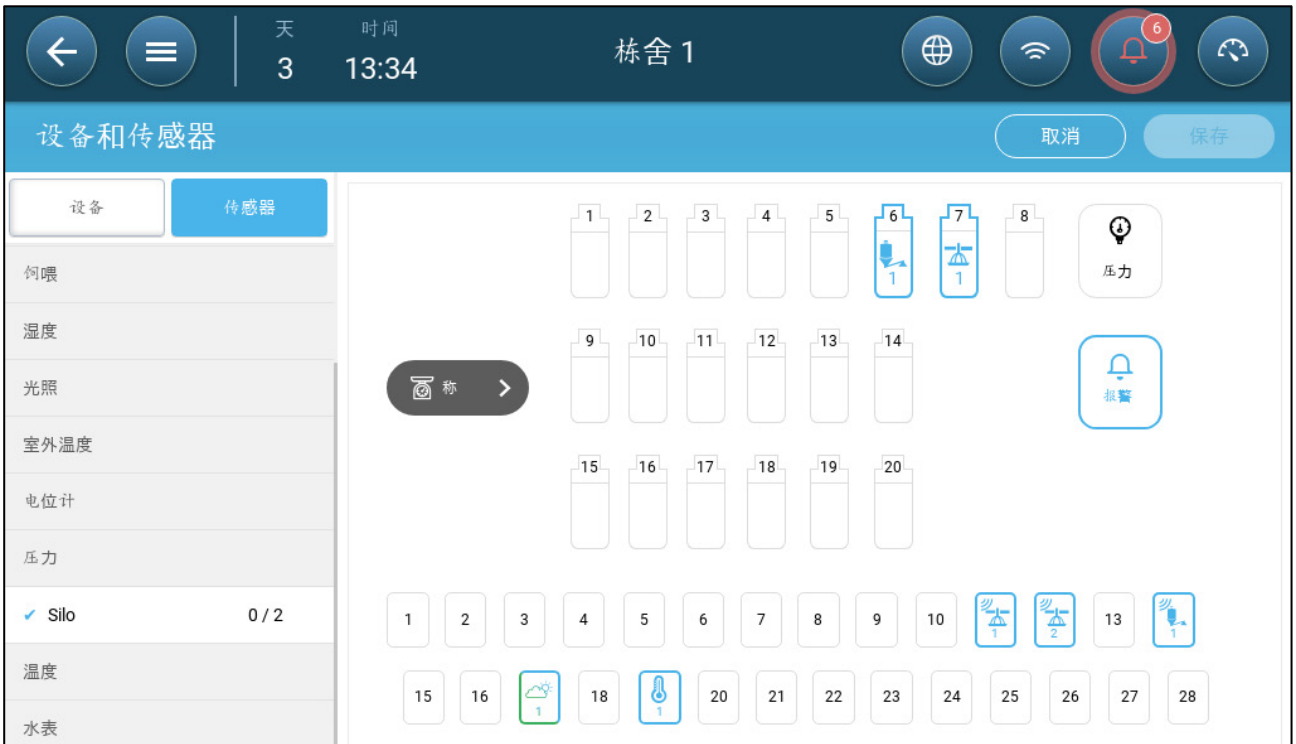 天 时间 6
3 13:34 栋舍 1
设备和传感器 取消 保存
设备 传感器
饲喂
湿度
光照
室外温度
电位计
压力
✔ Silo 0 / 2
温度
水表
1 2 3 4 5 6 7 8
1 1
压力
9 10 11 12 13 14
称
报警
15 16 17 18 19 20
1 2 3 4 5 6 7 8 9 10 1 2 13 1
15 16 1 18 1 20 21 22 23 24 25 26 27 28